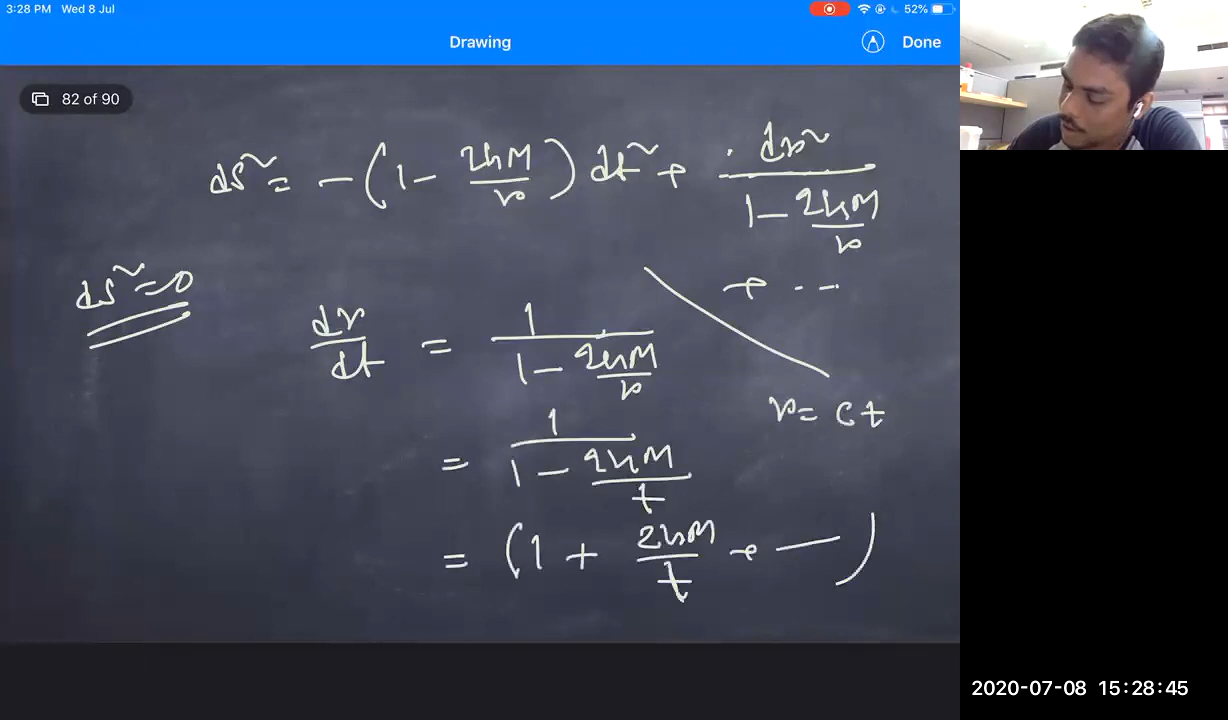 3:28 PM Wed 8 Jul 52%
Drawing Done
82 of 90
ds² = -(1 - 2GM/r) dt² + dr²/(1 - 2GM/r)
+ ...
ds² = 0
dr/dt = 1/(1 - 2GM/r)
r = ct
= 1/(1 - 2GM/t)
= (1 + 2GM/t + —)
2020-07-08 15:28:45